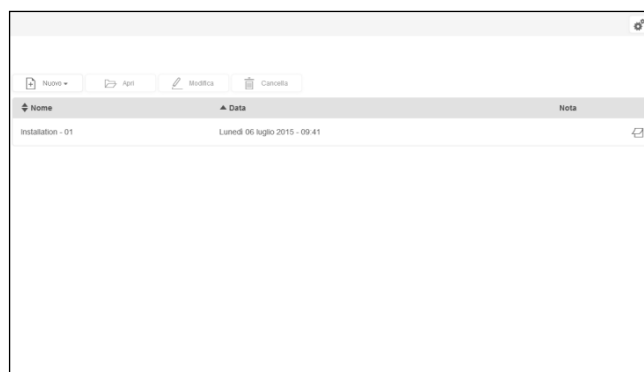 Nuovo Apri Modifica Cancella
Nome Data Nota
Installation - 01 Lunedì 06 luglio 2015 - 09:41